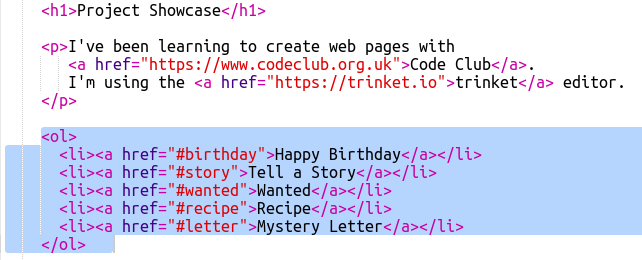 <h1>Project Showcase</h1>
<p>I've been learning to create web pages with
<a href="https://www.codeclub.org.uk">Code Club</a>.
I'm using the <a href="https://trinket.io">trinket</a> editor.
</p>
<ol>
<li><a href="#birthday">Happy Birthday</a></li>
<li><a href="#story">Tell a Story</a></li>
<li><a href="#wanted">Wanted</a></li>
<li><a href="#recipe">Recipe</a></li>
<li><a href="#letter">Mystery Letter</a></li>
</ol>